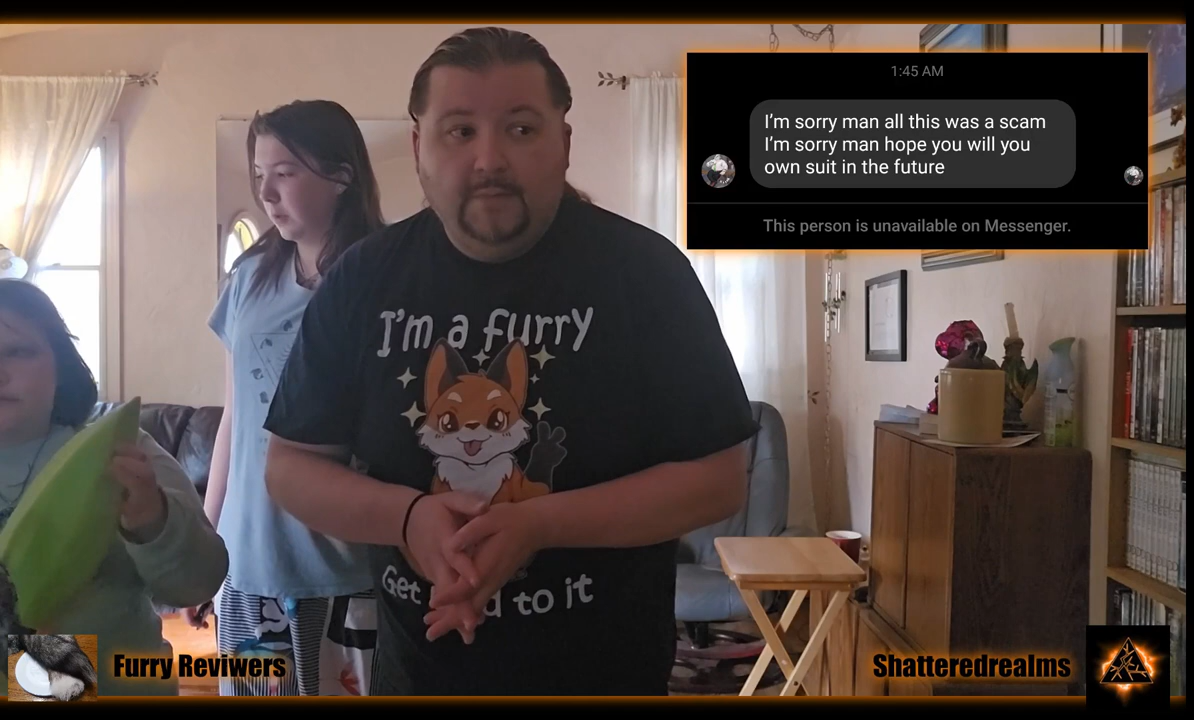 1:45 AM
I'm sorry man all this was a scam
I'm sorry man hope you will you
own suit in the future
This person is unavailable on Messenger.
I'm a furry
Get to it
Furry Reviwers
Shatteredrealms